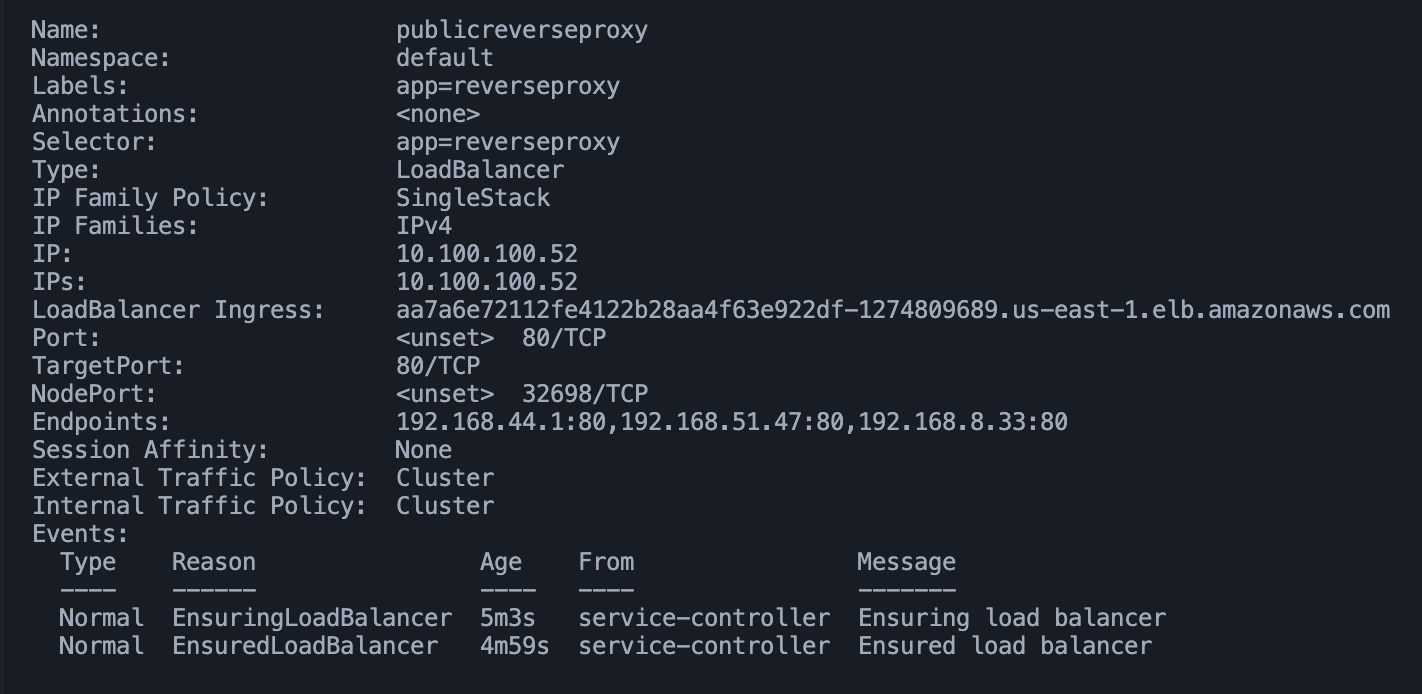 Name:                     publicreverseproxy
Namespace:                default
Labels:                   app=reverseproxy
Annotations:              <none>
Selector:                 app=reverseproxy
Type:                     LoadBalancer
IP Family Policy:         SingleStack
IP Families:              IPv4
IP:                       10.100.100.52
IPs:                      10.100.100.52
LoadBalancer Ingress:     aa7a6e72112fe4122b28aa4f63e922df-1274809689.us-east-1.elb.amazonaws.com
Port:                     <unset>  80/TCP
TargetPort:               80/TCP
NodePort:                 <unset>  32698/TCP
Endpoints:                192.168.44.1:80,192.168.51.47:80,192.168.8.33:80
Session Affinity:         None
External Traffic Policy:  Cluster
Internal Traffic Policy:  Cluster
Events:
  Type    Reason                Age    From                Message
  ----    ------                ----   ----                -------
  Normal  EnsuringLoadBalancer  5m3s   service-controller  Ensuring load balancer
  Normal  EnsuredLoadBalancer   4m59s  service-controller  Ensured load balancer